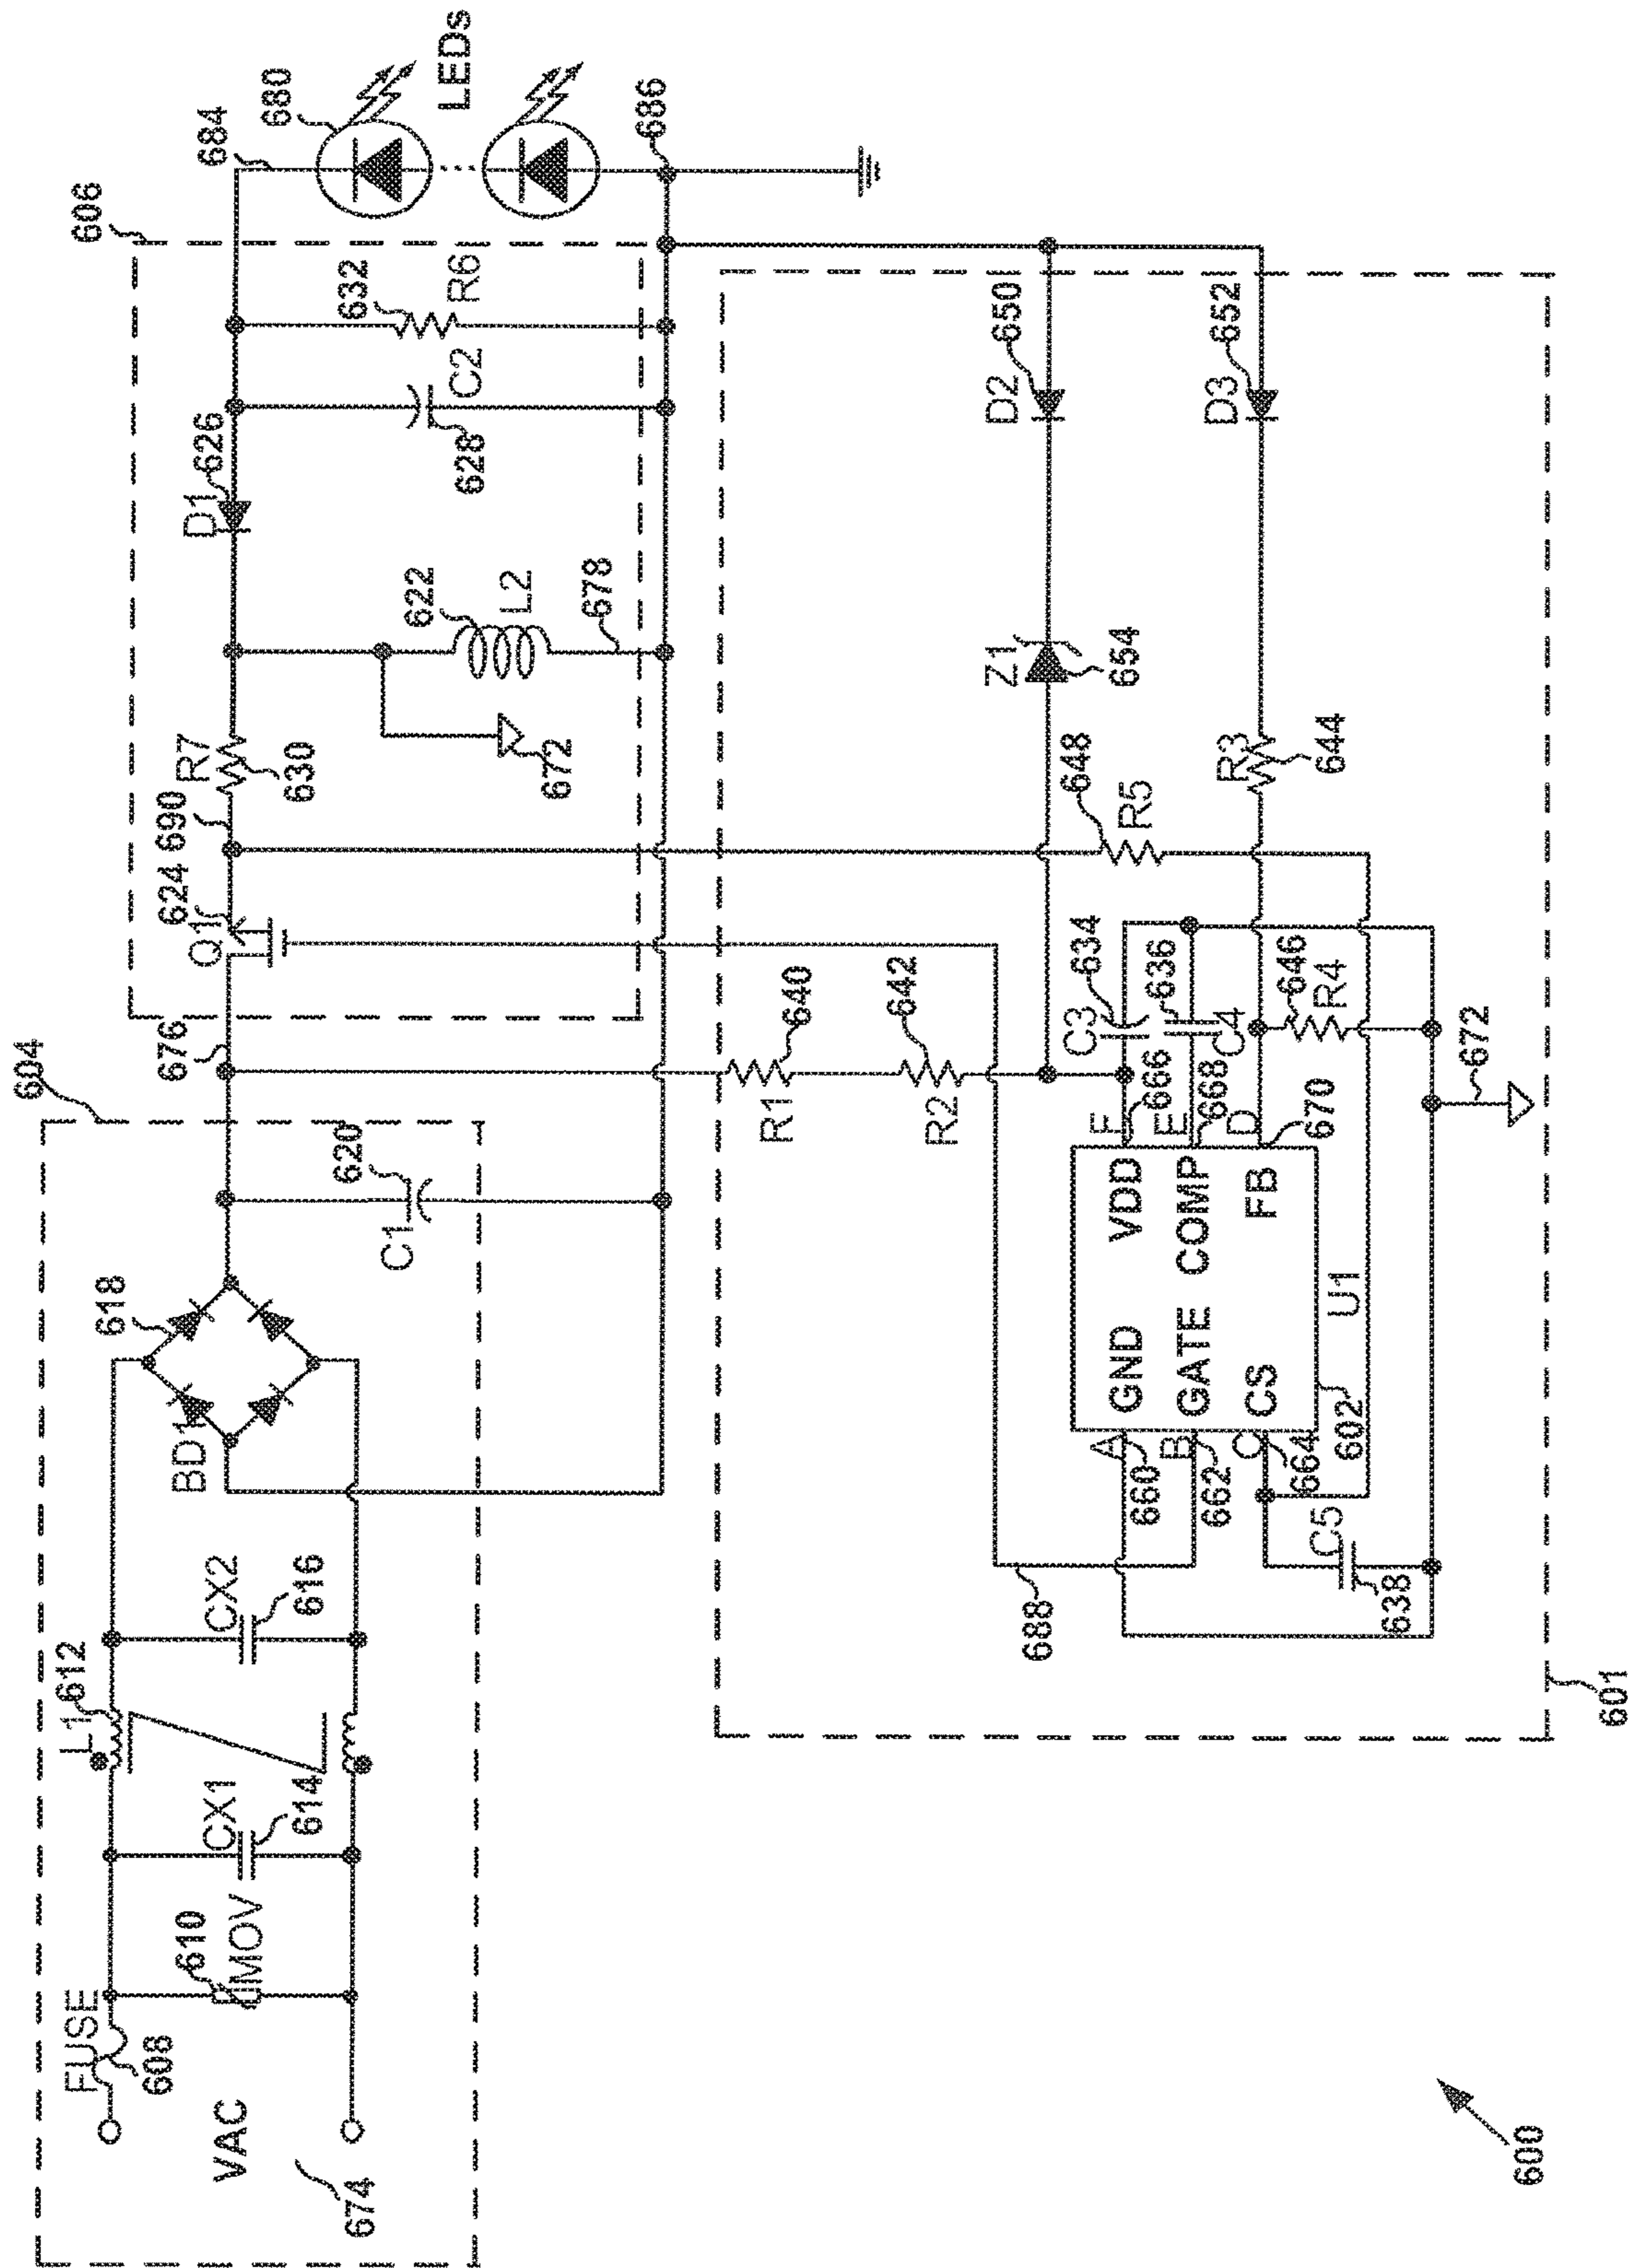 604
606
FUSE
608
VAC
674
610
MOV
CX1
614
L1
612
CX2
616
BD1
618
C1
620
676
Q1
624
690
R7
630
672
622
L2
678
D1
626
628
C2
632
R6
684
680
LEDs
686
R1
640
R2
642
688
A
660
B
662
C
664
C5
638
GND
VDD
GATE
COMP
CS
FB
602
U1
F
666
E
668
D
670
C3
634
636
C4
646
R4
672
648
R5
Z1
654
R3
644
D2
650
D3
652
601
600